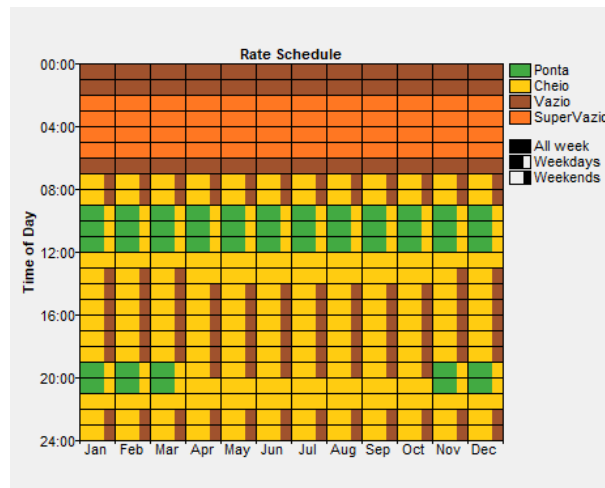 Rate Schedule
00:00
04:00
08:00
12:00
16:00
20:00
24:00
Time of Day
Jan Feb Mar Apr May Jun Jul Aug Sep Oct Nov Dec
Ponta
Cheio
Vazio
SuperVazio
All week
Weekdays
Weekends